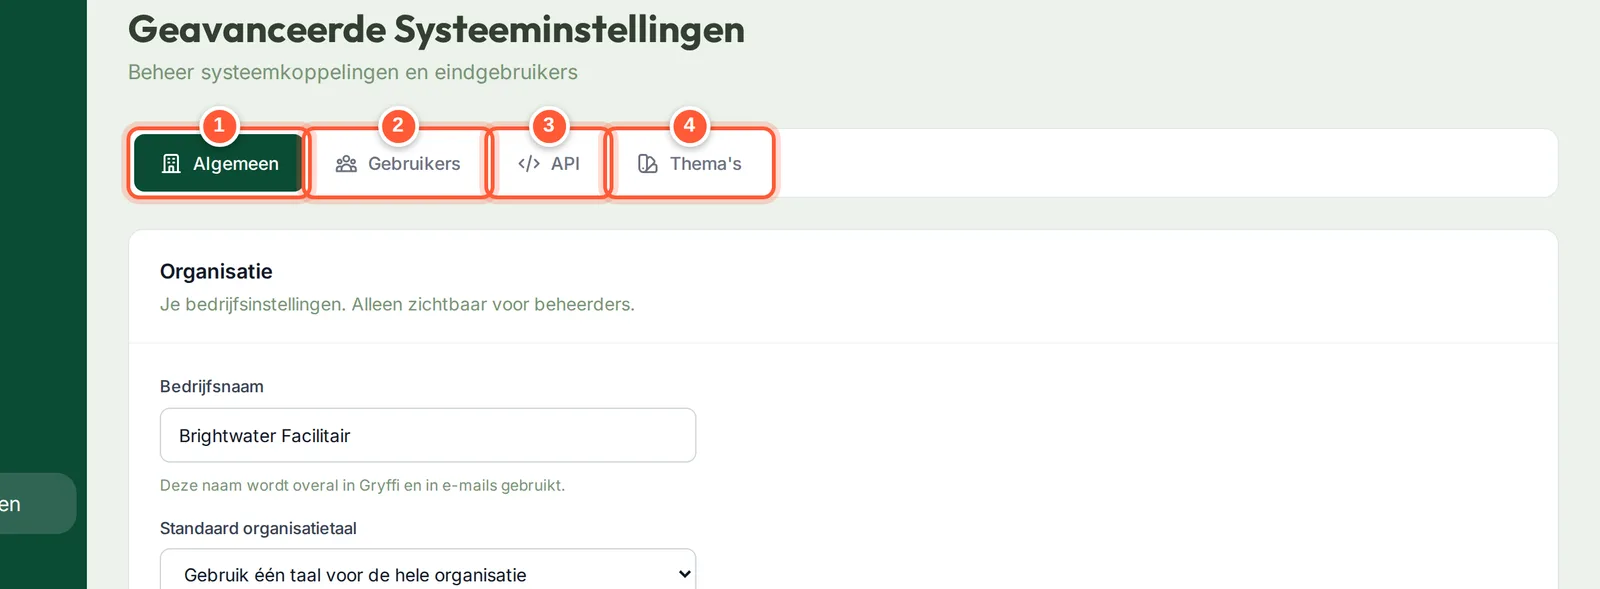 Geavanceerde Systeeminstellingen
Beheer systeemkoppelingen en eindgebruikers
1 2 3 4
Algemeen Gebruikers API Thema's
Organisatie
Je bedrijfsinstellingen. Alleen zichtbaar voor beheerders.
Bedrijfsnaam
Brightwater Facilitair
Deze naam wordt overal in Gryffi en in e-mails gebruikt.
en
Standaard organisatietaal
Gebruik één taal voor de hele organisatie